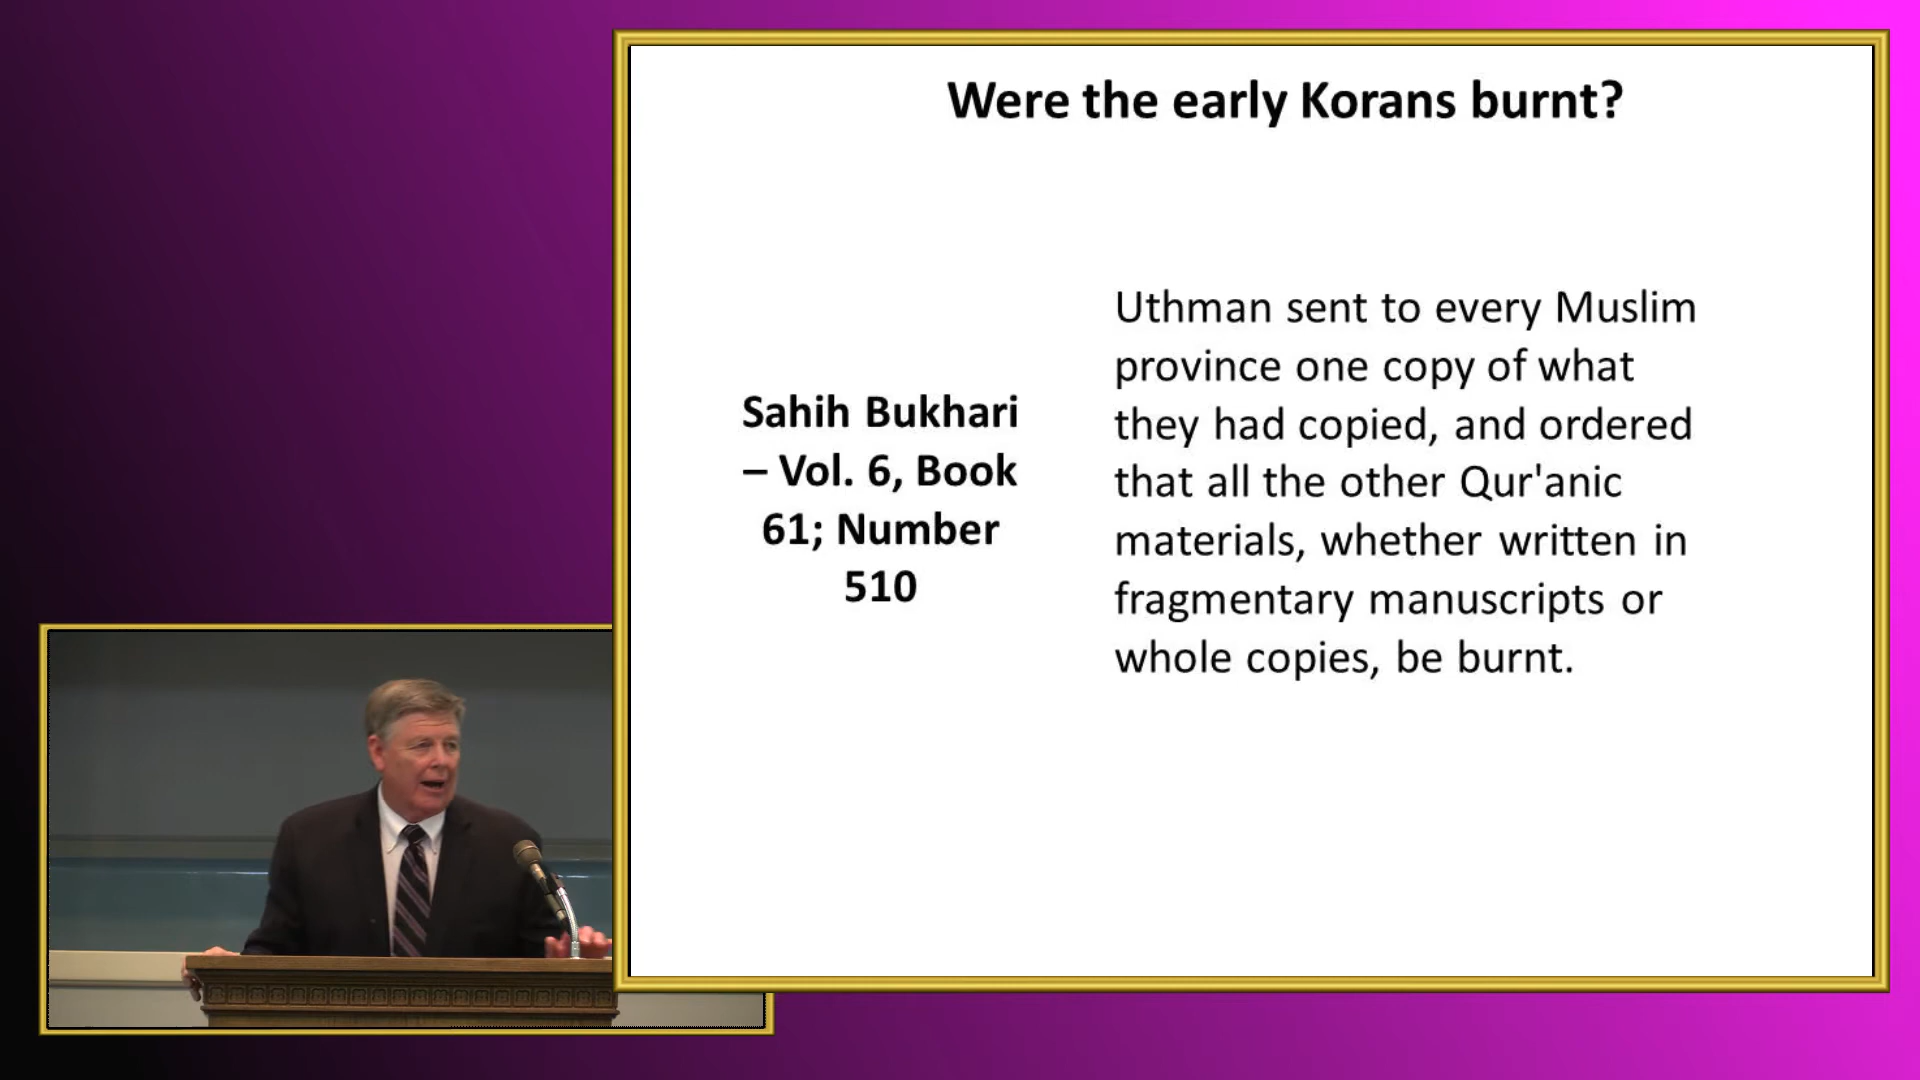 Were the early Korans burnt?
Sahih Bukhari
– Vol. 6, Book
61; Number
510
Uthman sent to every Muslim
province one copy of what
they had copied, and ordered
that all the other Qur'anic
materials, whether written in
fragmentary manuscripts or
whole copies, be burnt.